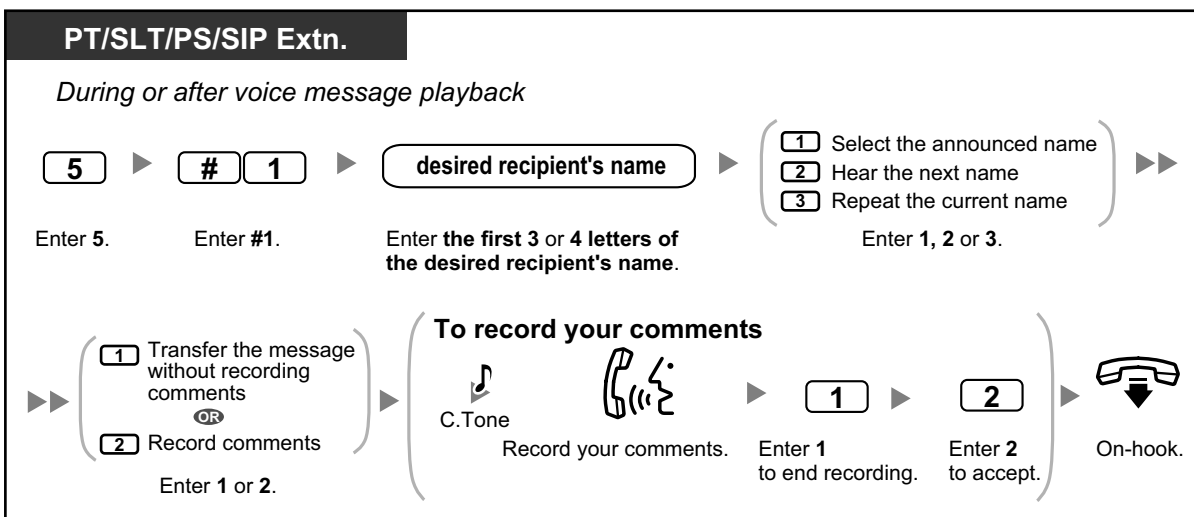 PT/SLT/PS/SIP Extn.
During or after voice message playback
5
# 1
desired recipient's name
1 Select the announced name
2 Hear the next name
3 Repeat the current name
Enter 5.
Enter #1.
Enter the first 3 or 4 letters of
the desired recipient's name.
Enter 1, 2 or 3.
1 Transfer the message
without recording
comments
OR
2 Record comments
Enter 1 or 2.
To record your comments
C.Tone
Record your comments.
1
Enter 1
to end recording.
2
Enter 2
to accept.
On-hook.